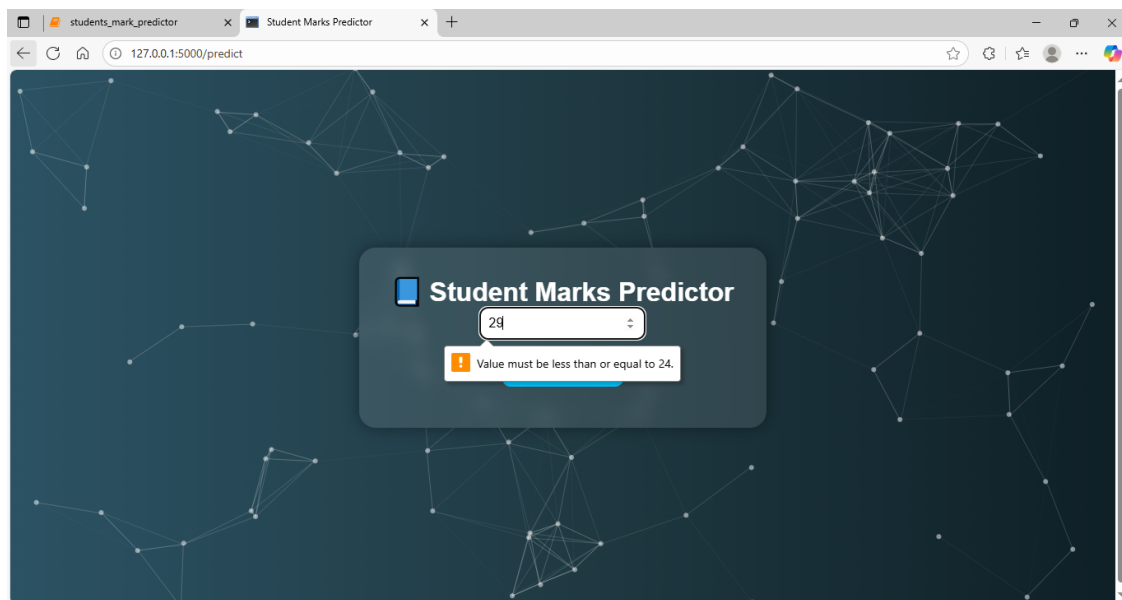 students_mark_predictor
Student Marks Predictor
127.0.0.1:5000/predict
Student Marks Predictor
29
Value must be less than or equal to 24.